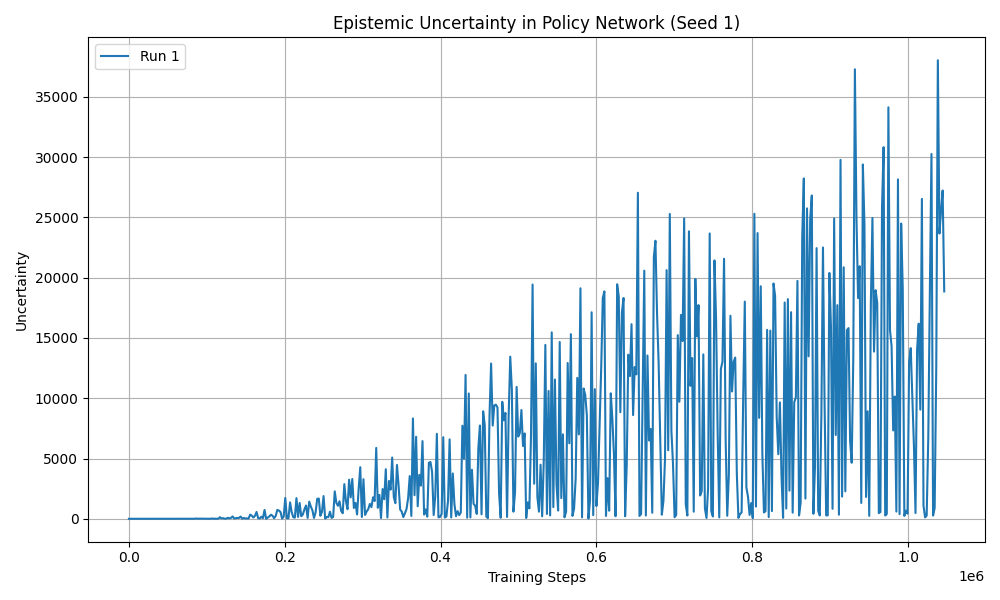 Epistemic Uncertainty in Policy Network (Seed 1)
Run 1
Uncertainty
35000
30000
25000
20000
15000
10000
5000
0
0.0 0.2 0.4 0.6 0.8 1.0
1e6
Training Steps